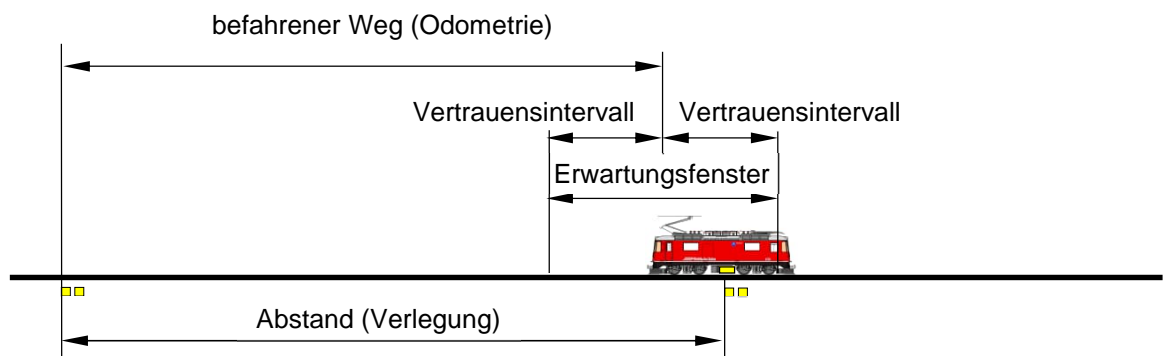 befahrener Weg (Odometrie)
Vertrauensintervall Vertrauensintervall
Erwartungsfenster
Abstand (Verlegung)